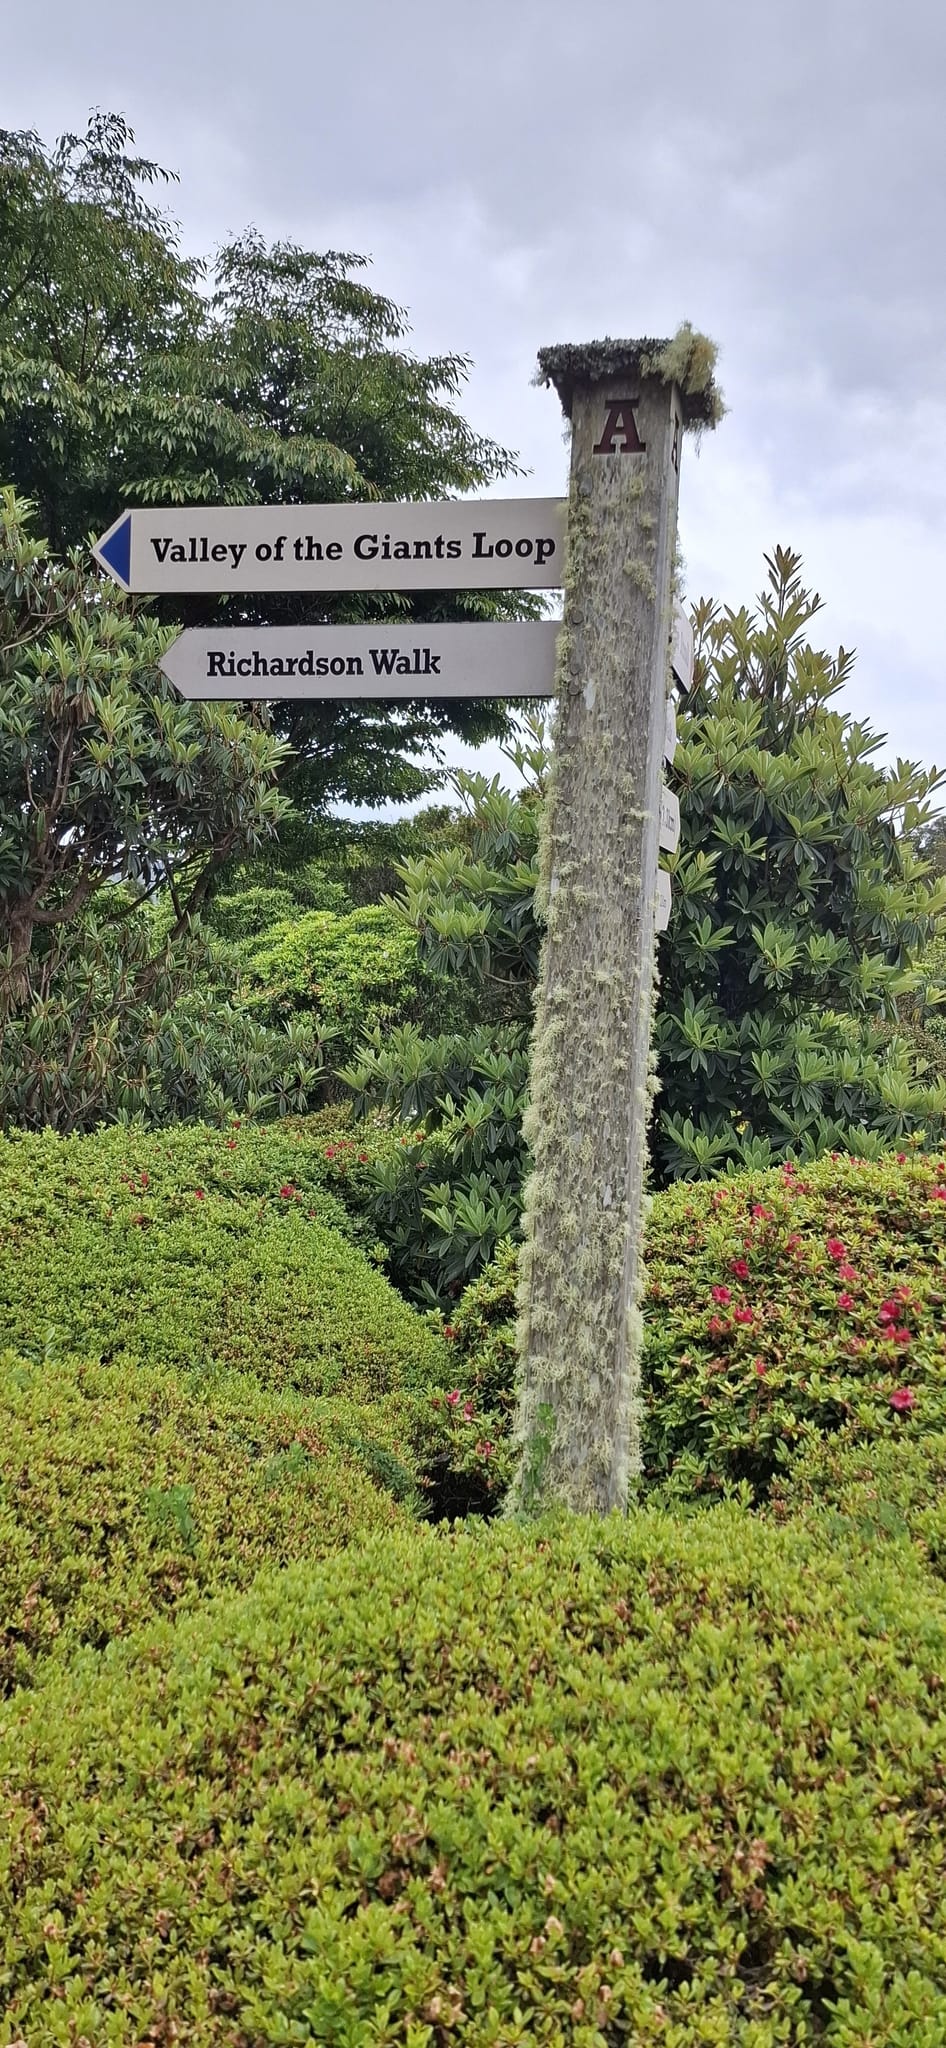 A
Valley of the Giants Loop
Richardson Walk